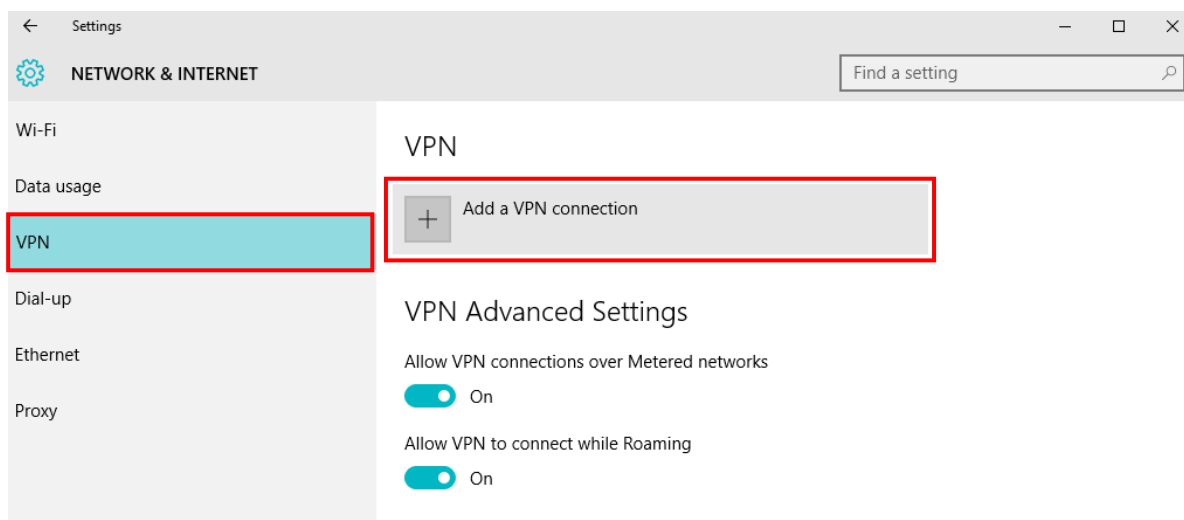 Settings
NETWORK & INTERNET
Find a setting
Wi-Fi
Data usage
VPN
Dial-up
Ethernet
Proxy
VPN
Add a VPN connection
VPN Advanced Settings
Allow VPN connections over Metered networks
On
Allow VPN to connect while Roaming
On